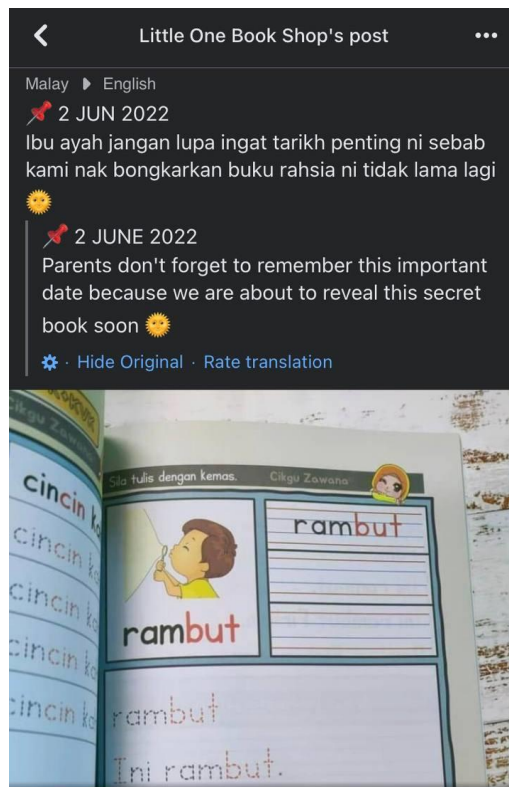 Little One Book Shop's post
Malay ▶ English
📌 2 JUN 2022
Ibu ayah jangan lupa ingat tarikh penting ni sebab
kami nak bongkarkan buku rahsia ni tidak lama lagi
🌞
📌 2 JUNE 2022
Parents don't forget to remember this important
date because we are about to reveal this secret
book soon 🌞
· Hide Original · Rate translation
Cikgu Zawana
cincin
cincin
cincin
cincin
cincin
Sila tulis dengan kemas.
Cikgu Zawana
rambut
rambut
rambut
Ini rambut.